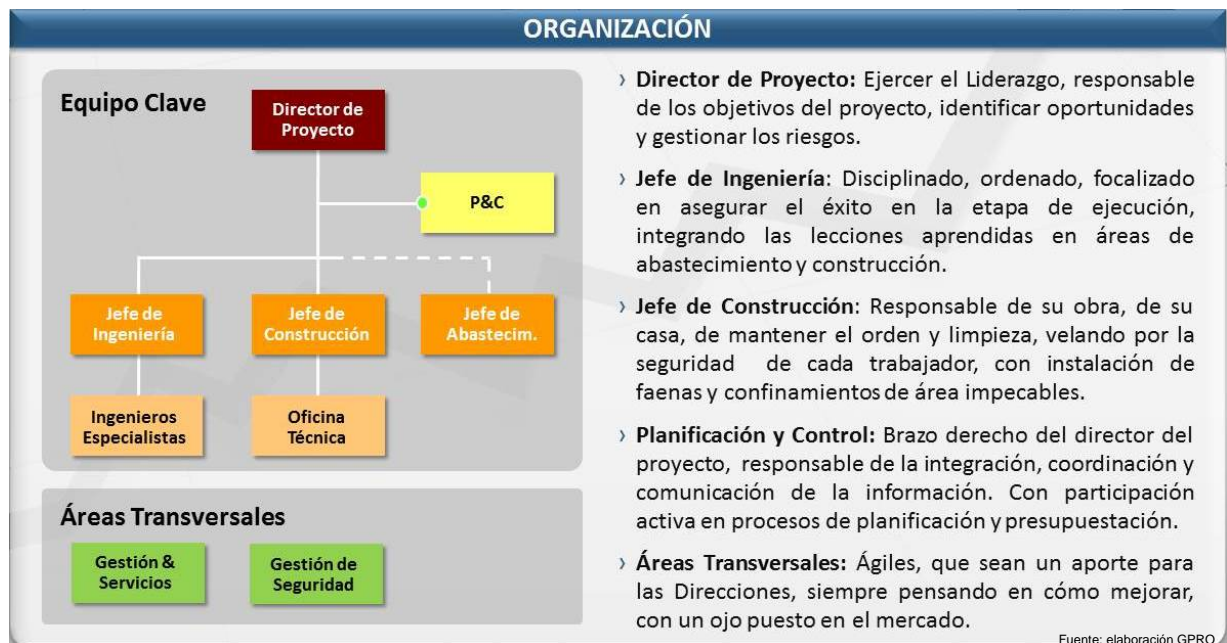 ORGANIZACIÓN
Equipo Clave
Director de
Proyecto
P&C
Jefe de
Ingeniería
Jefe de
Construcción
Jefe de
Abastecim.
Ingenieros
Especialistas
Oficina
Técnica
Áreas Transversales
Gestión &
Servicios
Gestión de
Seguridad
› Director de Proyecto: Ejercer el Liderazgo, responsable
de los objetivos del proyecto, identificar oportunidades
y gestionar los riesgos.
› Jefe de Ingeniería: Disciplinado, ordenado, focalizado
en asegurar el éxito en la etapa de ejecución,
integrando las lecciones aprendidas en áreas de
abastecimiento y construcción.
› Jefe de Construcción: Responsable de su obra, de su
casa, de mantener el orden y limpieza, velando por la
seguridad de cada trabajador, con instalación de
faenas y confinamientos de área impecables.
› Planificación y Control: Brazo derecho del director del
proyecto, responsable de la integración, coordinación y
comunicación de la información. Con participación
activa en procesos de planificación y presupuestación.
› Áreas Transversales: Ágiles, que sean un aporte para
las Direcciones, siempre pensando en cómo mejorar,
con un ojo puesto en el mercado.
Fuente: elaboración GPRO